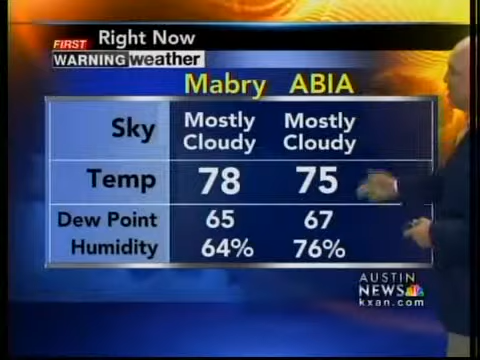 Right Now
FIRST
WARNING weather
Mabry ABIA
Sky Mostly Cloudy Mostly Cloudy
Temp 78 75
Dew Point 65 67
Humidity 64% 76%
AUSTIN
NEWS
kxan.com